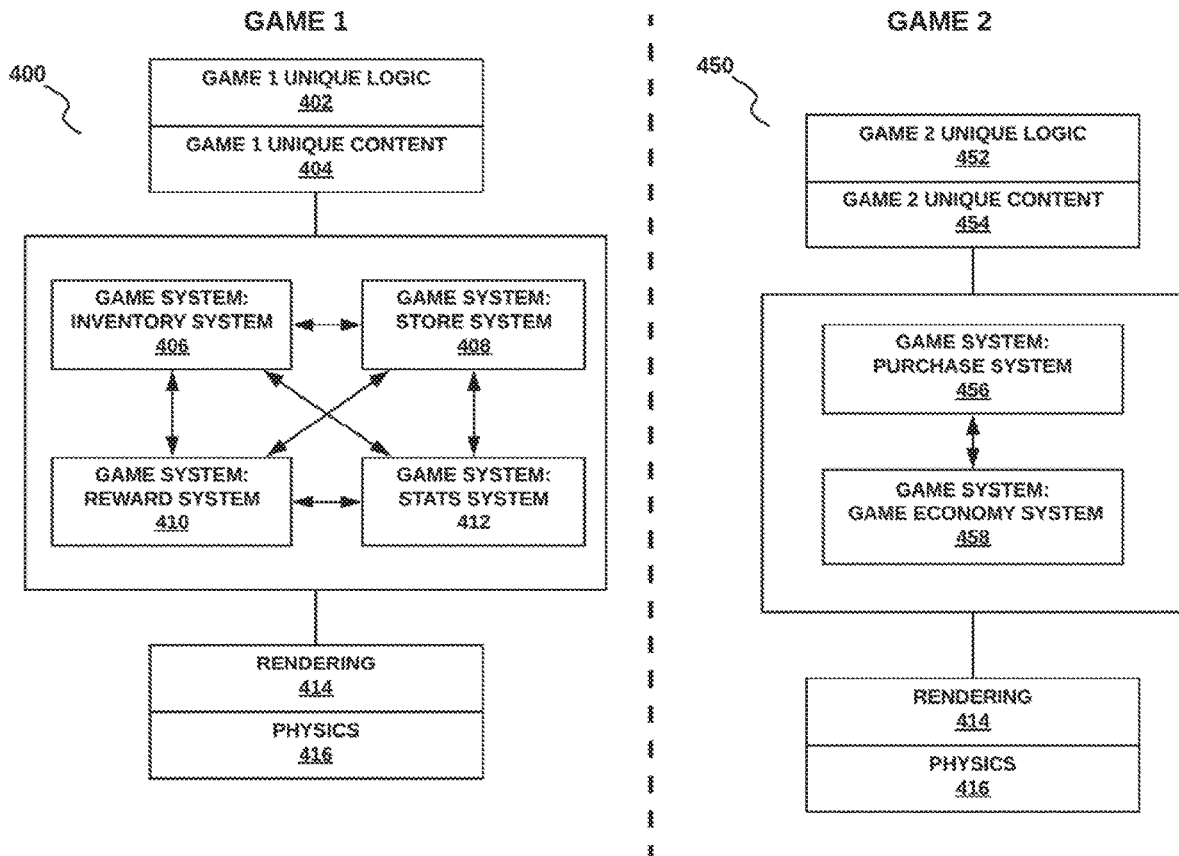 GAME 1
400
GAME 1 UNIQUE LOGIC
402
GAME 1 UNIQUE CONTENT
404
GAME SYSTEM:
INVENTORY SYSTEM
406
GAME SYSTEM:
STORE SYSTEM
408
GAME SYSTEM:
REWARD SYSTEM
410
GAME SYSTEM:
STATS SYSTEM
412
RENDERING
414
PHYSICS
416
GAME 2
450
GAME 2 UNIQUE LOGIC
452
GAME 2 UNIQUE CONTENT
454
GAME SYSTEM:
PURCHASE SYSTEM
456
GAME SYSTEM:
GAME ECONOMY SYSTEM
458
RENDERING
414
PHYSICS
416